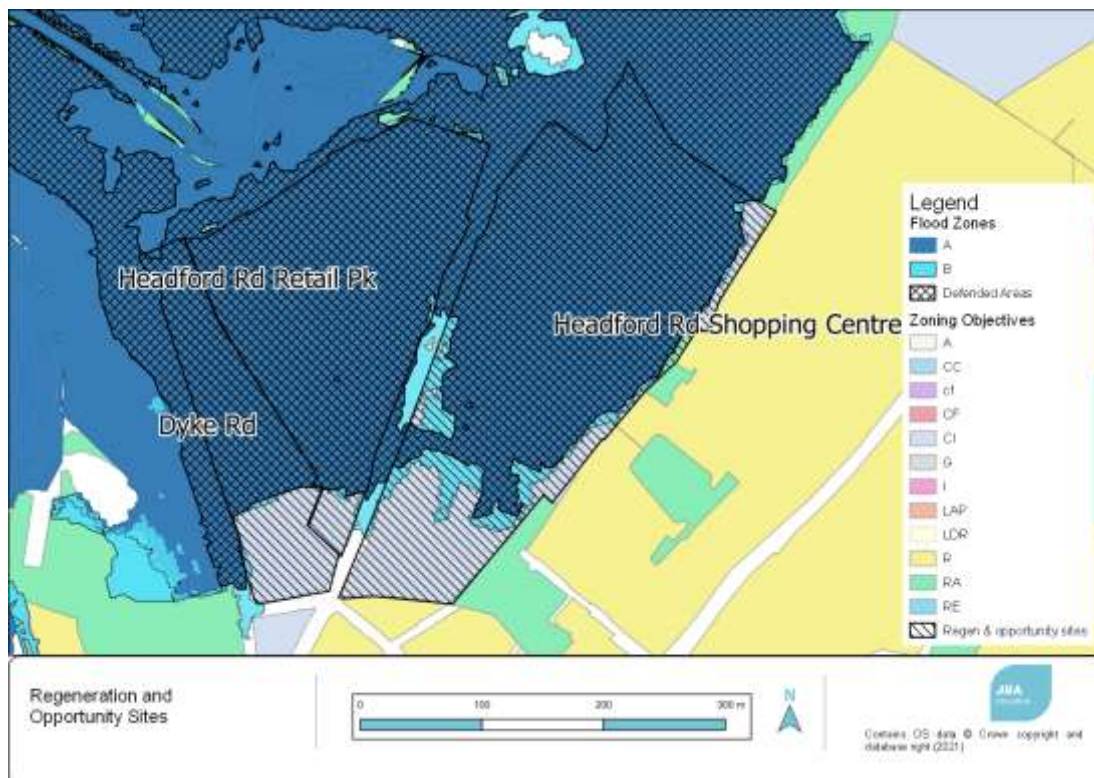 Headford Rd Retail Pk
Headford Rd Shopping Centre
Dyke Rd
Legend
Flood Zones
A
B
Defended Areas
Zoning Objectives
A
CC
cf
CF
CI
G
I
LAP
LDR
R
RA
RE
Regen & opportunity sites
Regeneration and
Opportunity Sites
0
100
200
300 m
N
JBA
Contains OS data © Crown copyright and
database right (2021)